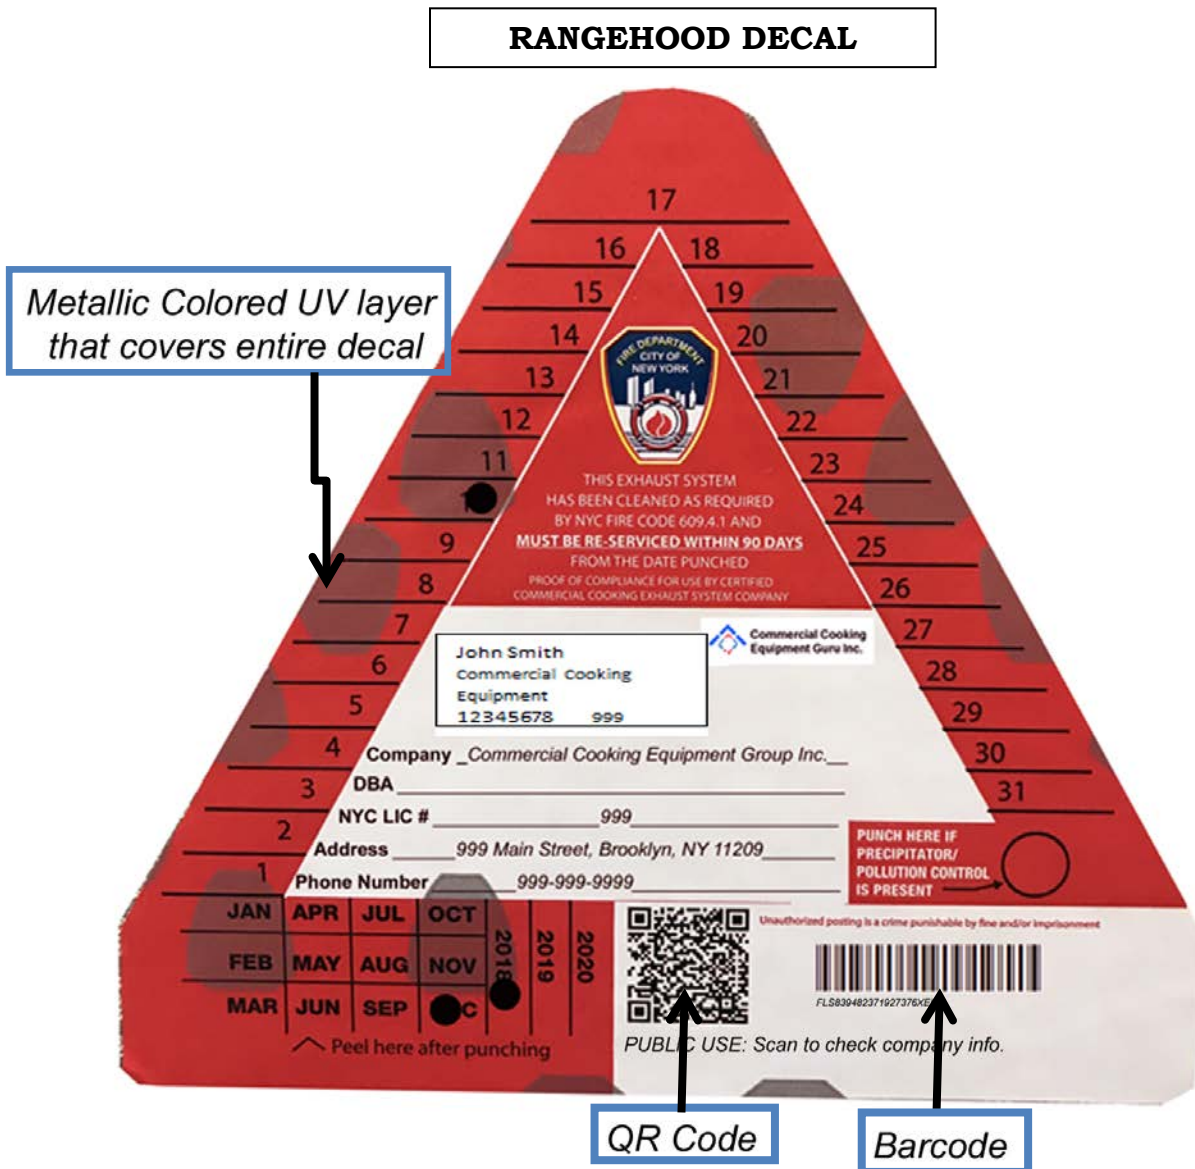 RANGEHOOD DECAL
Metallic Colored UV layer
that covers entire decal
17
16
18
15
19
14
20
13
21
12
22
11
23
24
9
25
8
26
7
27
6
28
5
29
4
30
3
31
2
1
FIRE DEPARTMENT
CITY OF
NEW YORK
THIS EXHAUST SYSTEM
HAS BEEN CLEANED AS REQUIRED
BY NYC FIRE CODE 609.4.1 AND
MUST BE RE-SERVICED WITHIN 90 DAYS
FROM THE DATE PUNCHED
PROOF OF COMPLIANCE FOR USE BY CERTIFIED
COMMERCIAL COOKING EXHAUST SYSTEM COMPANY
Commercial Cooking
Equipment Guru Inc.
John Smith
Commercial Cooking
Equipment
12345678 999
Company _Commercial Cooking Equipment Group Inc.__
DBA
NYC LIC # 999
Address 999 Main Street, Brooklyn, NY 11209
Phone Number 999-999-9999
PUNCH HERE IF
PRECIPITATOR/
POLLUTION CONTROL
IS PRESENT
JAN APR JUL OCT
FEB MAY AUG NOV
MAR JUN SEP C
2018
2019
2020
Peel here after punching
Unauthorized posting is a crime punishable by fine and/or imprisonment
PUBLIC USE: Scan to check company info.
QR Code
Barcode